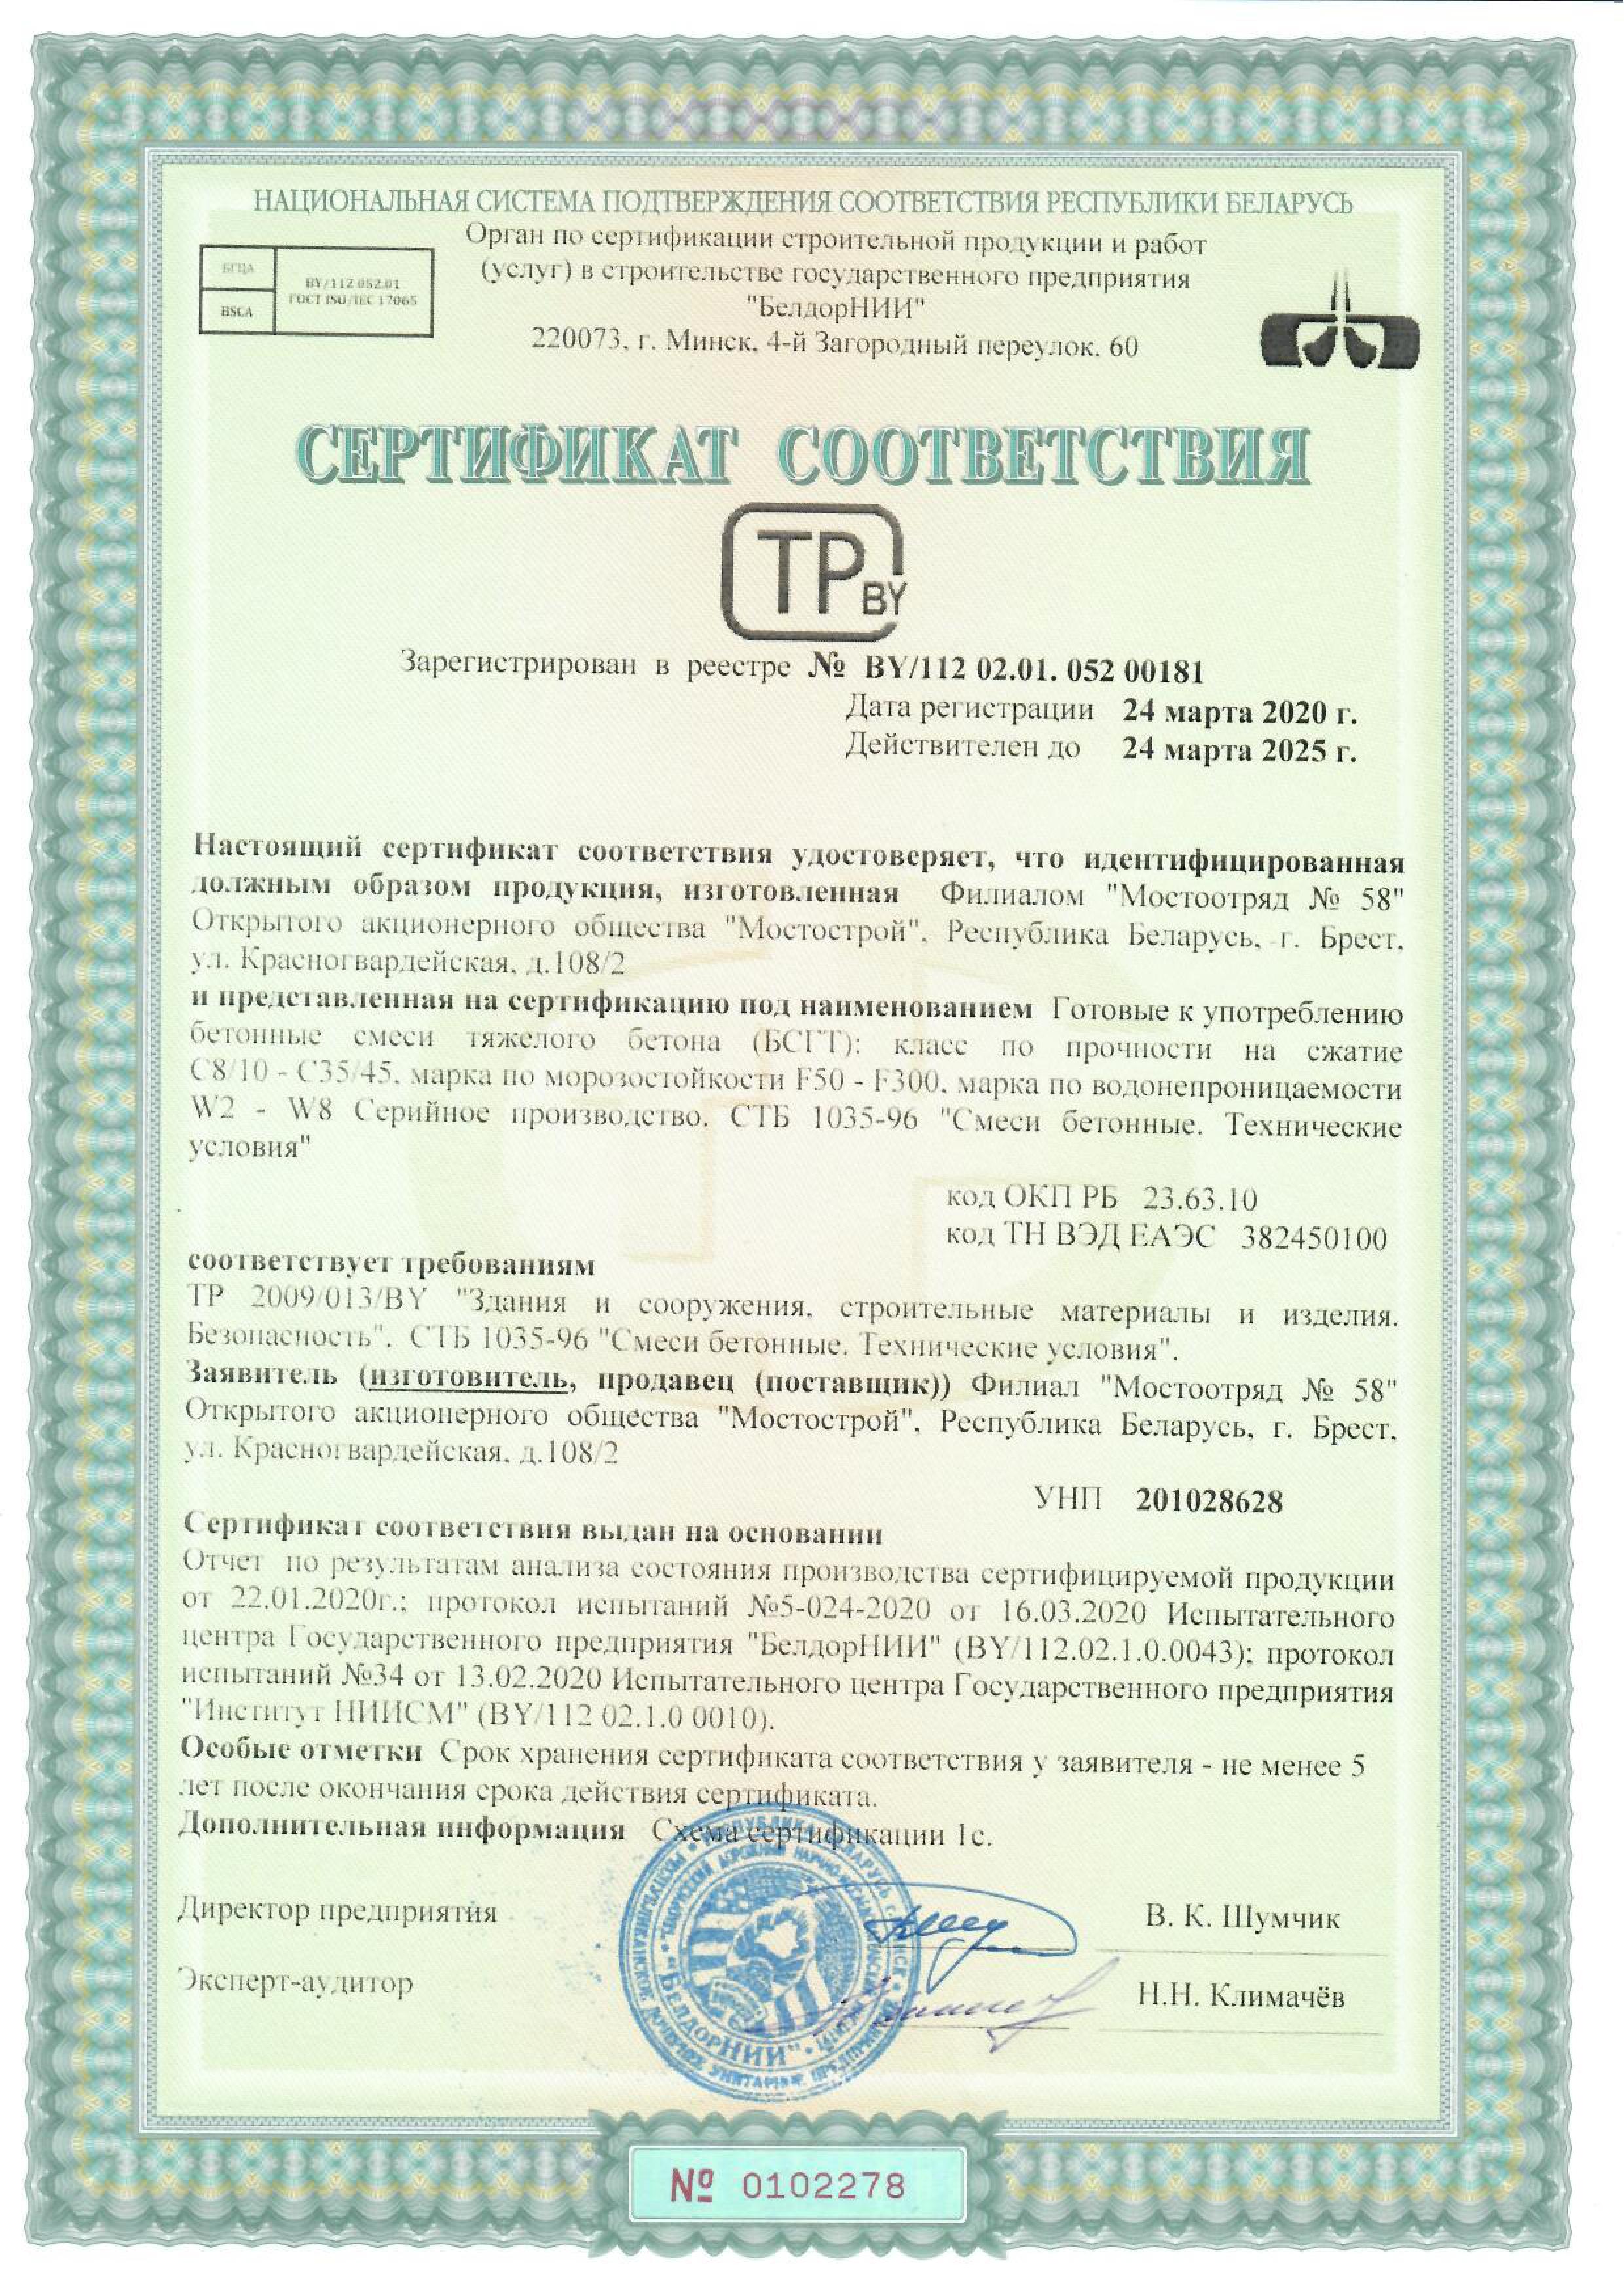 НАЦИОНАЛЬНАЯ СИСТЕМА ПОДТВЕРЖДЕНИЯ СООТВЕТСТВИЯ РЕСПУБЛИКИ БЕЛАРУСЬ
Орган по сертификации строительной продукции и работ
(услуг) в строительстве государственного предприятия
"БелдорНИИ"
220073, г. Минск, 4-й Загородный переулок, 60
БГЦА
BSCA
BY/112 052.01
ГОСТ ISO/IEC 17065
СЕРТИФИКАТ СООТВЕТСТВИЯ
ТР BY
Зарегистрирован в реестре № BY/112 02.01. 052 00181
Дата регистрации 24 марта 2020 г.
Действителен до 24 марта 2025 г.
Настоящий сертификат соответствия удостоверяет, что идентифицированная
должным образом продукция, изготовленная Филиалом "Мостоотряд № 58"
Открытого акционерного общества "Мостострой", Республика Беларусь, г. Брест,
ул. Красногвардейская, д.108/2
и представленная на сертификацию под наименованием Готовые к употреблению
бетонные смеси тяжелого бетона (БСГТ): класс по прочности на сжатие
С8/10 - С35/45, марка по морозостойкости F50 - F300, марка по водонепроницаемости
W2 - W8 Серийное производство. СТБ 1035-96 "Смеси бетонные. Технические
условия"
код ОКП РБ 23.63.10
код ТН ВЭД ЕАЭС 382450100
соответствует требованиям
ТР 2009/013/BY "Здания и сооружения, строительные материалы и изделия.
Безопасность", СТБ 1035-96 "Смеси бетонные. Технические условия".
Заявитель (изготовитель, продавец (поставщик)) Филиал "Мостоотряд № 58"
Открытого акционерного общества "Мостострой", Республика Беларусь, г. Брест,
ул. Красногвардейская, д.108/2
УНП 201028628
Сертификат соответствия выдан на основании
Отчет по результатам анализа состояния производства сертифицируемой продукции
от 22.01.2020г.; протокол испытаний №5-024-2020 от 16.03.2020 Испытательного
центра Государственного предприятия "БелдорНИИ" (BY/112.02.1.0.0043); протокол
испытаний №34 от 13.02.2020 Испытательного центра Государственного предприятия
"Институт НИИСМ" (BY/112 02.1.0 0010).
Особые отметки Срок хранения сертификата соответствия у заявителя - не менее 5
лет после окончания срока действия сертификата.
Дополнительная информация Схема сертификации 1с.
Директор предприятия В. К. Шумчик
Эксперт-аудитор Н.Н. Климачёв
"БЕЛДОРНИИ"
№ 0102278